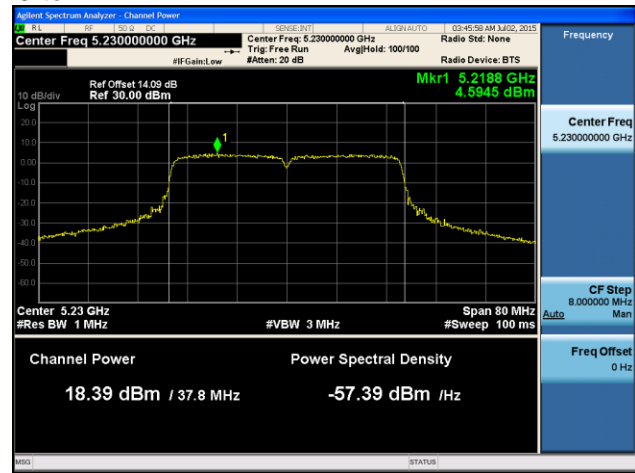 Agilent Spectrum Analyzer - Channel Power
RL RF 50 Ω DC SENSE:INT ALIGN AUTO 03:45:58 AM Jul 02, 2015
Center Freq 5.230000000 GHz
Center Freq: 5.230000000 GHz
Radio Std: None
Trig: Free Run Avg|Hold: 100/100
#IFGain:Low #Atten: 20 dB Radio Device: BTS
Frequency
Ref Offset 14.09 dB
10 dB/div Ref 30.00 dBm
Mkr1 5.2188 GHz
4.5945 dBm
Log
20.0
10.0
0.00
-10.0
-20.0
-30.0
-40.0
-50.0
-60.0
1
Center Freq
5.230000000 GHz
CF Step
8.000000 MHz
Auto Man
Freq Offset
0 Hz
Center 5.23 GHz Span 80 MHz
#Res BW 1 MHz #VBW 3 MHz #Sweep 100 ms
Channel Power Power Spectral Density
18.39 dBm / 37.8 MHz -57.39 dBm /Hz
MSG STATUS